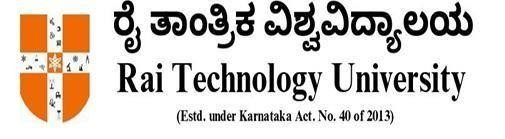 ರೈ ತಾಂತ್ರಿಕ ವಿಶ್ವವಿದ್ಯಾಲಯ
Rai Technology University
(Estd. under Karnataka Act. No. 40 of 2013)